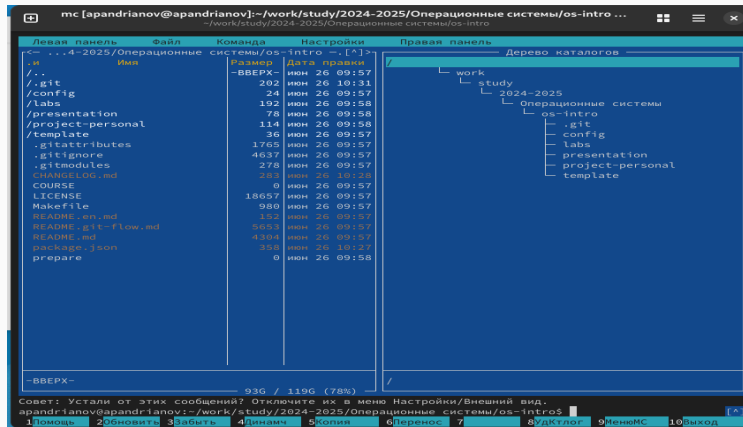 mc [apandrianov@apandrianov]:~/work/study/2024-2025/Операционные системы/os-intro ...
~/work/study/2024-2025/Операционные системы/os-intro
Левая панель Файл Команда Настройки Правая панель
<— ...4-2025/Операционные системы/os-intro —.[^]>
.и Имя Размер Дата правки
/.. -ВВЕРХ- июн 26 09:57
/.git 202 июн 26 10:31
/config 24 июн 26 09:57
/labs 192 июн 26 09:58
/presentation 78 июн 26 09:58
/project-personal 114 июн 26 09:58
/template 36 июн 26 09:57
.gitattributes 1765 июн 26 09:57
.gitignore 4637 июн 26 09:57
.gitmodules 278 июн 26 09:57
CHANGELOG.md 283 июн 26 10:28
COURSE 0 июн 26 09:57
LICENSE 18657 июн 26 09:57
Makefile 980 июн 26 09:57
README.en.md 152 июн 26 09:57
README.git-flow.md 5653 июн 26 09:57
README.md 4304 июн 26 09:57
package.json 358 июн 26 10:27
prepare 0 июн 26 09:58
-ВВЕРХ-
93G / 119G (78%)
Дерево каталогов
/
work
study
2024-2025
Операционные системы
os-intro
.git
config
labs
presentation
project-personal
template
/
Совет: Устали от этих сообщений? Отключите их в меню Настройки/Внешний вид.
apandrianov@apandrianov:~/work/study/2024-2025/Операционные системы/os-intro$ [^]
1Помощь 2Обновить 3Забыть 4Динамч 5Копия 6Перенос 7 8УдКтлог 9МенюМС 10Выход